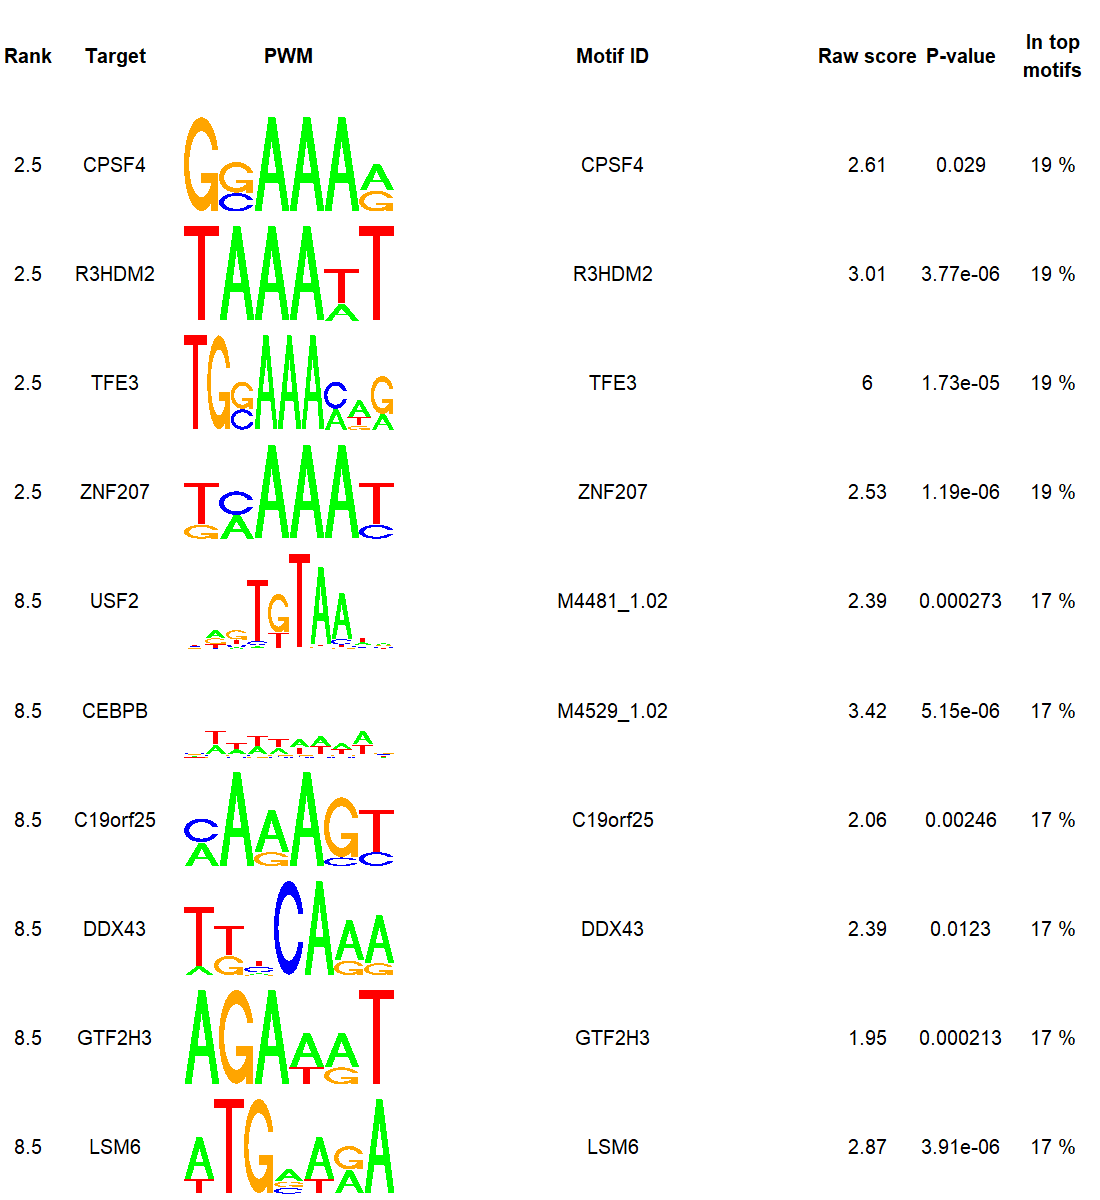 Rank Target PWM Motif ID Raw score P-value In top motifs
2.5 CPSF4 CPSF4 2.61 0.029 19 %
2.5 R3HDM2 R3HDM2 3.01 3.77e-06 19 %
2.5 TFE3 TFE3 6 1.73e-05 19 %
2.5 ZNF207 ZNF207 2.53 1.19e-06 19 %
8.5 USF2 M4481_1.02 2.39 0.000273 17 %
8.5 CEBPB M4529_1.02 3.42 5.15e-06 17 %
8.5 C19orf25 C19orf25 2.06 0.00246 17 %
8.5 DDX43 DDX43 2.39 0.0123 17 %
8.5 GTF2H3 GTF2H3 1.95 0.000213 17 %
8.5 LSM6 LSM6 2.87 3.91e-06 17 %